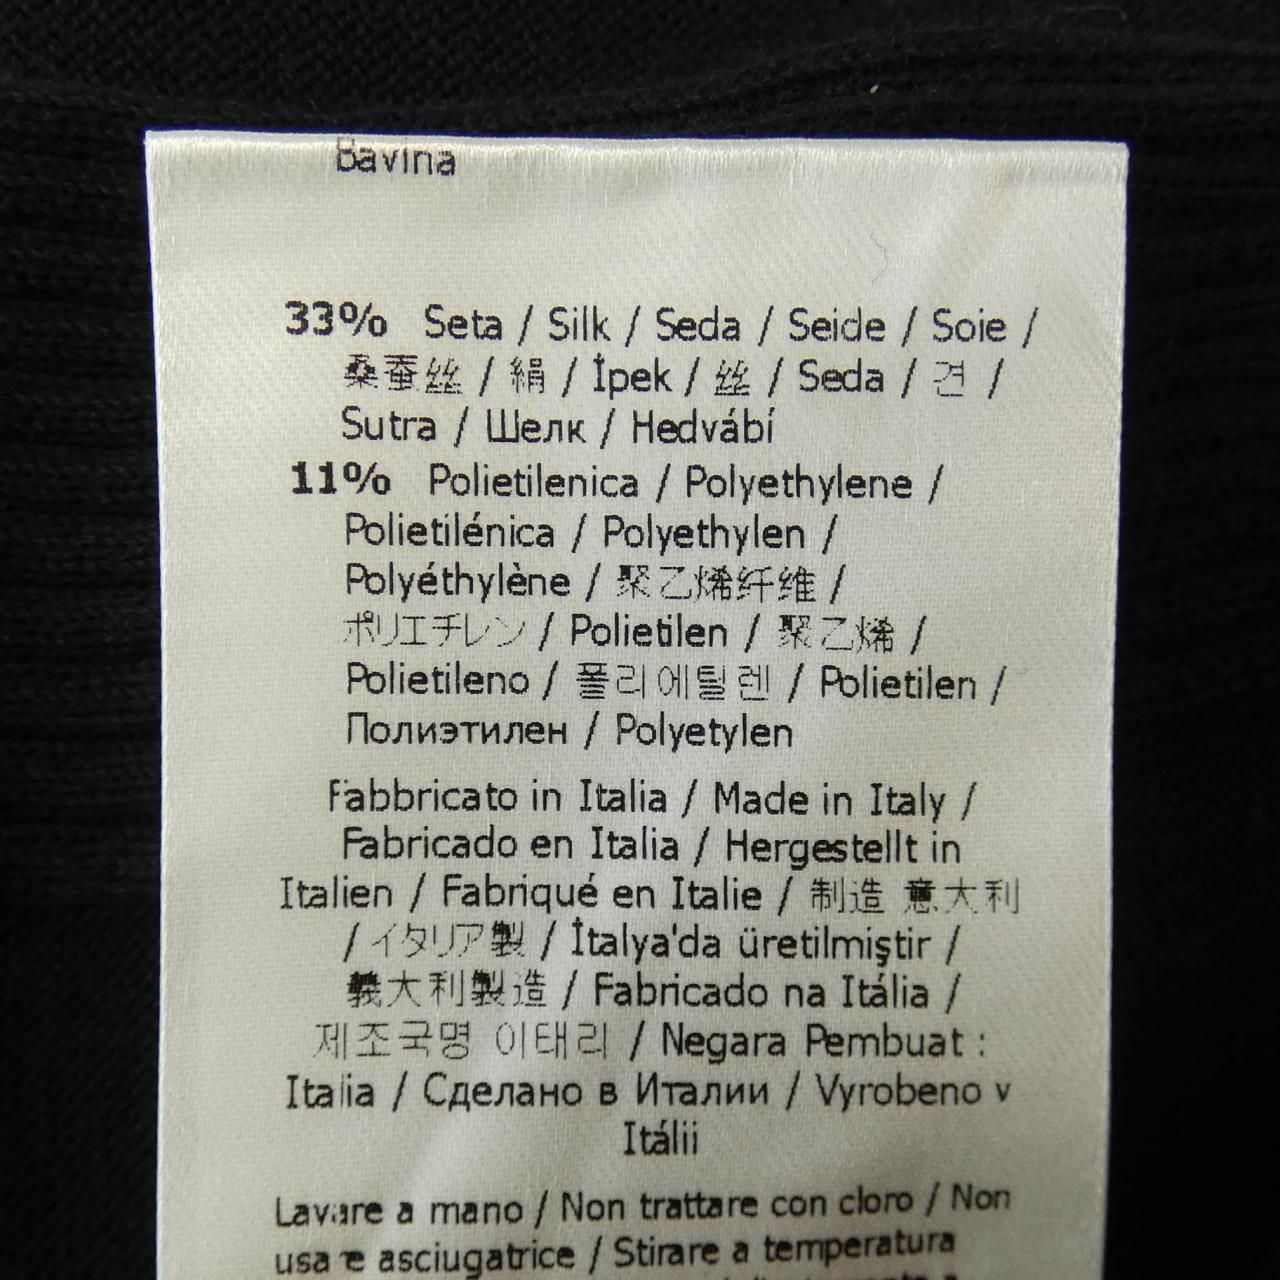 Bavlna
33% Seta / Silk / Seda / Seide / Soie /
桑蚕丝 / 絹 / İpek / 丝 / Seda / 견 /
Sutra / Шелк / Hedvábí
11% Polietilenica / Polyethylene /
Polietilénica / Polyethylen /
Polyéthylène / 聚乙烯纤维 /
ポリエチレン / Polietilen / 聚乙烯 /
Polietileno / 폴리에틸렌 / Polietilen /
Полиэтилен / Polyetylen
Fabbricato in Italia / Made in Italy /
Fabricado en Italia / Hergestellt in
Italien / Fabriqué en Italie / 制造 意大利
/ イタリア製 / İtalya'da üretilmiştir /
義大利製造 / Fabricado na Itália /
제조국명 이태리 / Negara Pembuat :
Italia / Сделано в Италии / Vyrobeno v
Itálii
Lavare a mano / Non trattare con cloro / Non
usare asciugatrice / Stirare a temperatura